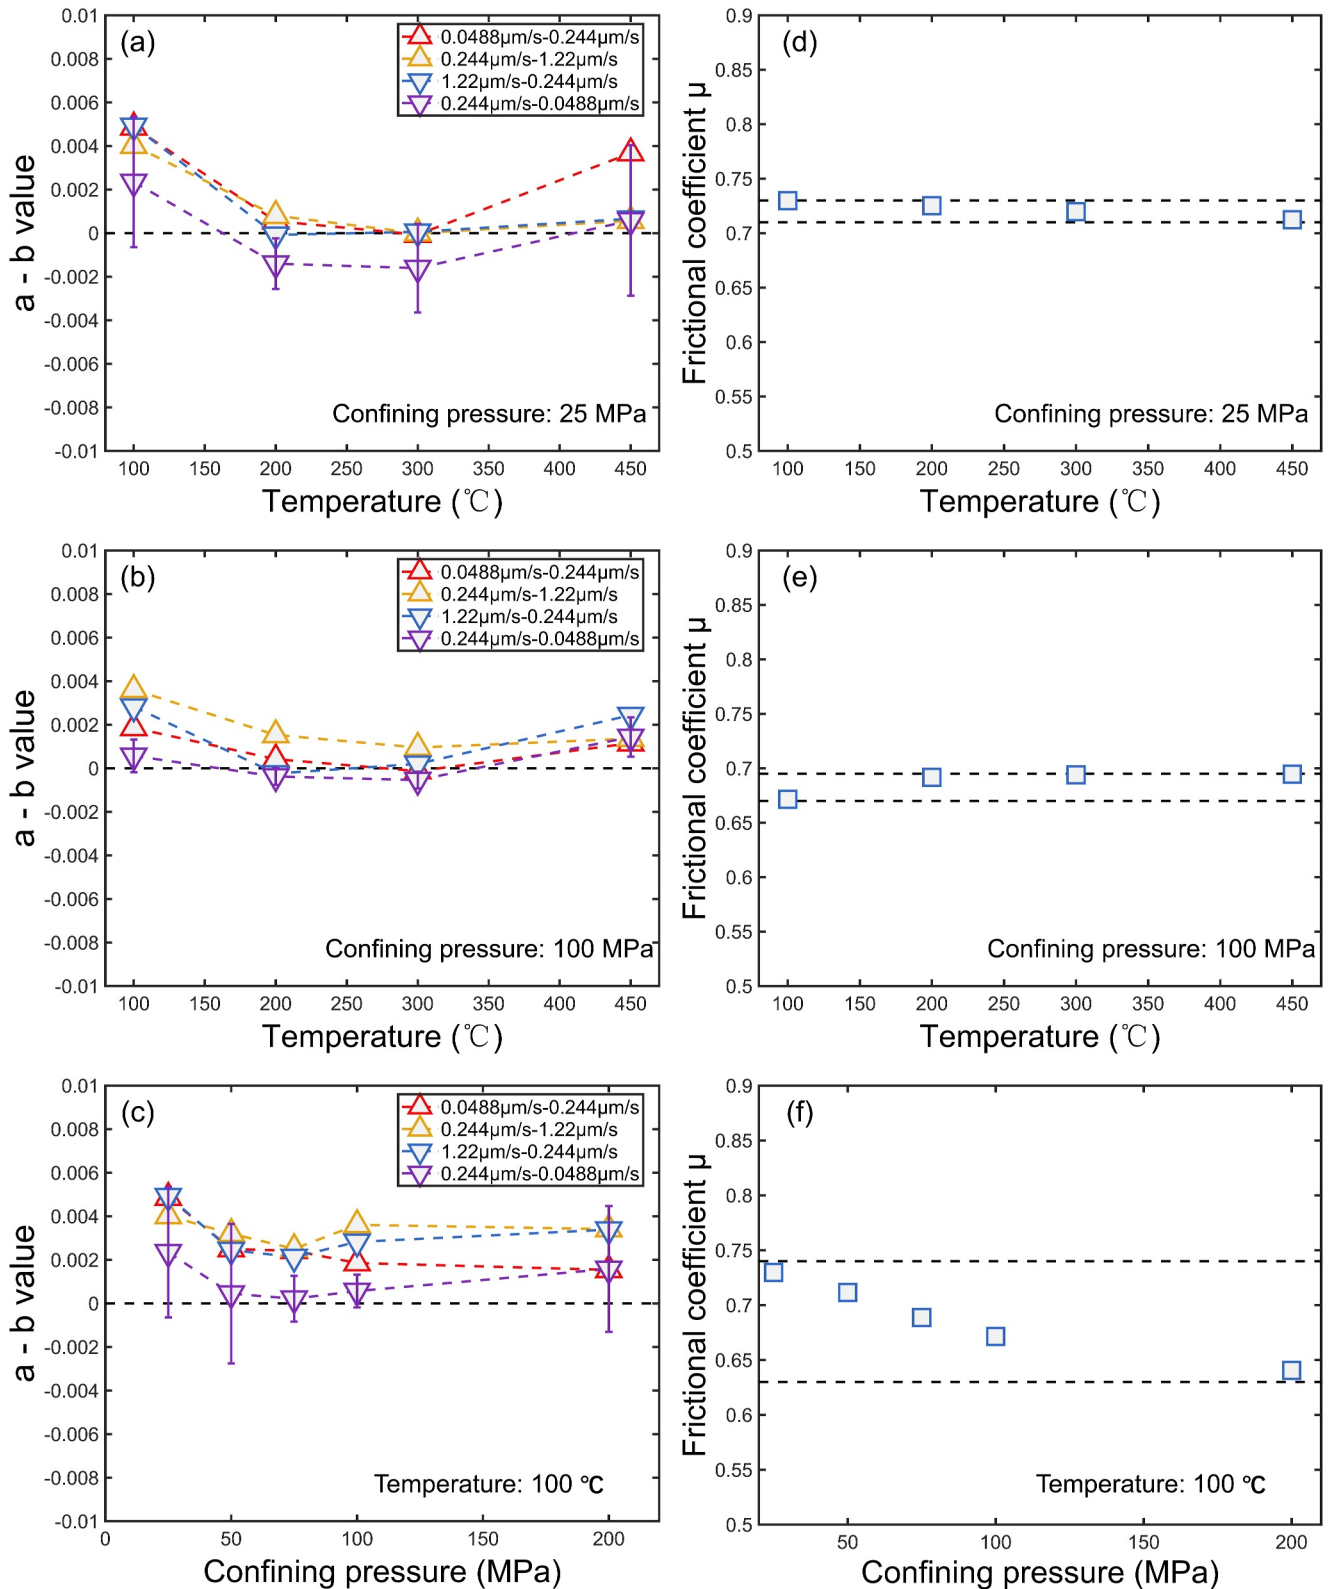 (a)
0.0488μm/s-0.244μm/s
0.244μm/s-1.22μm/s
1.22μm/s-0.244μm/s
0.244μm/s-0.0488μm/s
0.01
0.008
0.006
0.004
0.002
0
-0.002
-0.004
-0.006
-0.008
-0.01
a - b value
Confining pressure: 25 MPa
100 150 200 250 300 350 400 450
Temperature (℃)
(d)
0.9
0.85
0.8
0.75
0.7
0.65
0.6
0.55
0.5
Frictional coefficient μ
Confining pressure: 25 MPa
100 150 200 250 300 350 400 450
Temperature (℃)
(b)
0.0488μm/s-0.244μm/s
0.244μm/s-1.22μm/s
1.22μm/s-0.244μm/s
0.244μm/s-0.0488μm/s
0.01
0.008
0.006
0.004
0.002
0
-0.002
-0.004
-0.006
-0.008
-0.01
a - b value
Confining pressure: 100 MPa
100 150 200 250 300 350 400 450
Temperature (℃)
(e)
0.9
0.85
0.8
0.75
0.7
0.65
0.6
0.55
0.5
Frictional coefficient μ
Confining pressure: 100 MPa
100 150 200 250 300 350 400 450
Temperature (℃)
(c)
0.0488μm/s-0.244μm/s
0.244μm/s-1.22μm/s
1.22μm/s-0.244μm/s
0.244μm/s-0.0488μm/s
0.01
0.008
0.006
0.004
0.002
0
-0.002
-0.004
-0.006
-0.008
-0.01
a - b value
Temperature: 100 ℃
0 50 100 150 200
Confining pressure (MPa)
(f)
0.9
0.85
0.8
0.75
0.7
0.65
0.6
0.55
0.5
Frictional coefficient μ
Temperature: 100 ℃
50 100 150 200
Confining pressure (MPa)